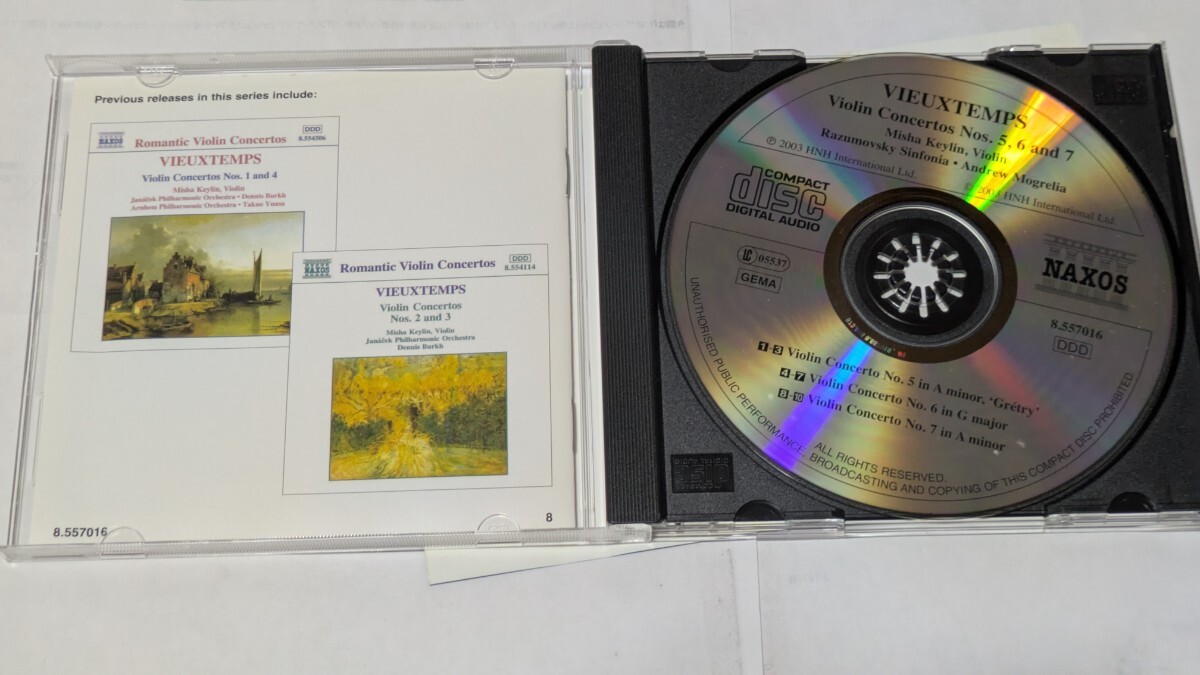 Previous releases in this series include:
NAXOS
Romantic Violin Concertos
DDD
8.554506
VIEUXTEMPS
Violin Concertos Nos. 1 and 4
Misha Keylin, Violin
Janáček Philharmonic Orchestra • Dennis Burkh
Arnhem Philharmonic Orchestra • Takuo Yuasa
NAXOS
Romantic Violin Concertos
DDD
8.554114
VIEUXTEMPS
Violin Concertos
Nos. 2 and 3
Misha Keylin, Violin
Janáček Philharmonic Orchestra
Dennis Burkh
8.557016
8
VIEUXTEMPS
Violin Concertos Nos. 5, 6 and 7
Misha Keylin, Violin
Razumovsky Sinfonia • Andrew Mogrelia
℗ 2003 HNH International Ltd.
© 2003 HNH International Ltd.
COMPACT
disc
DIGITAL AUDIO
LC 05537
GEMA
NAXOS
8.557016
DDD
1-3 Violin Concerto No. 5 in A minor, 'Grétry'
4-7 Violin Concerto No. 6 in G major
8-10 Violin Concerto No. 7 in A minor
ALL RIGHTS RESERVED.
UNAUTHORISED PUBLIC PERFORMANCE, BROADCASTING AND COPYING OF THIS COMPACT DISC PROHIBITED.